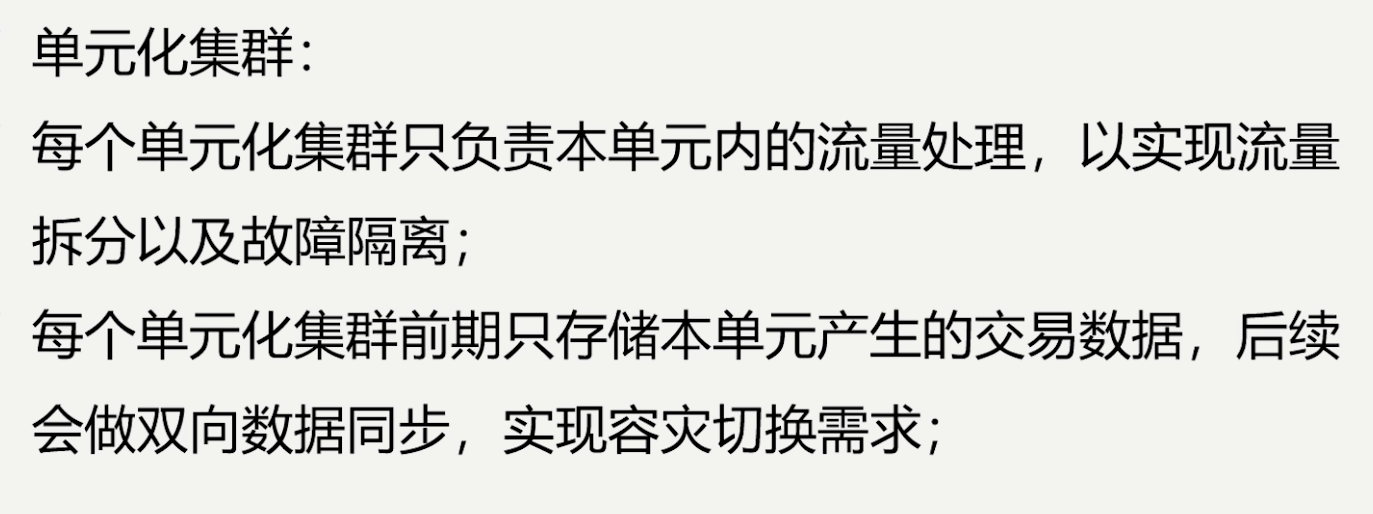 单元化集群：
每个单元化集群只负责本单元内的流量处理，以实现流量
拆分以及故障隔离；
每个单元化集群前期只存储本单元产生的交易数据，后续
会做双向数据同步，实现容灾切换需求；